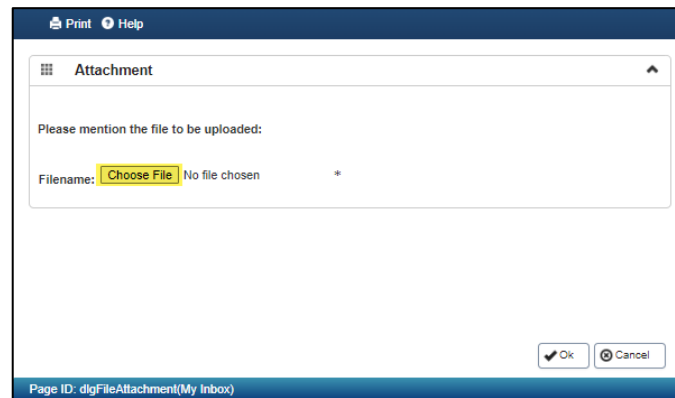 Print Help
Attachment
Please mention the file to be uploaded:
Filename: Choose File No file chosen *
Ok Cancel
Page ID: dlgFileAttachment(My Inbox)